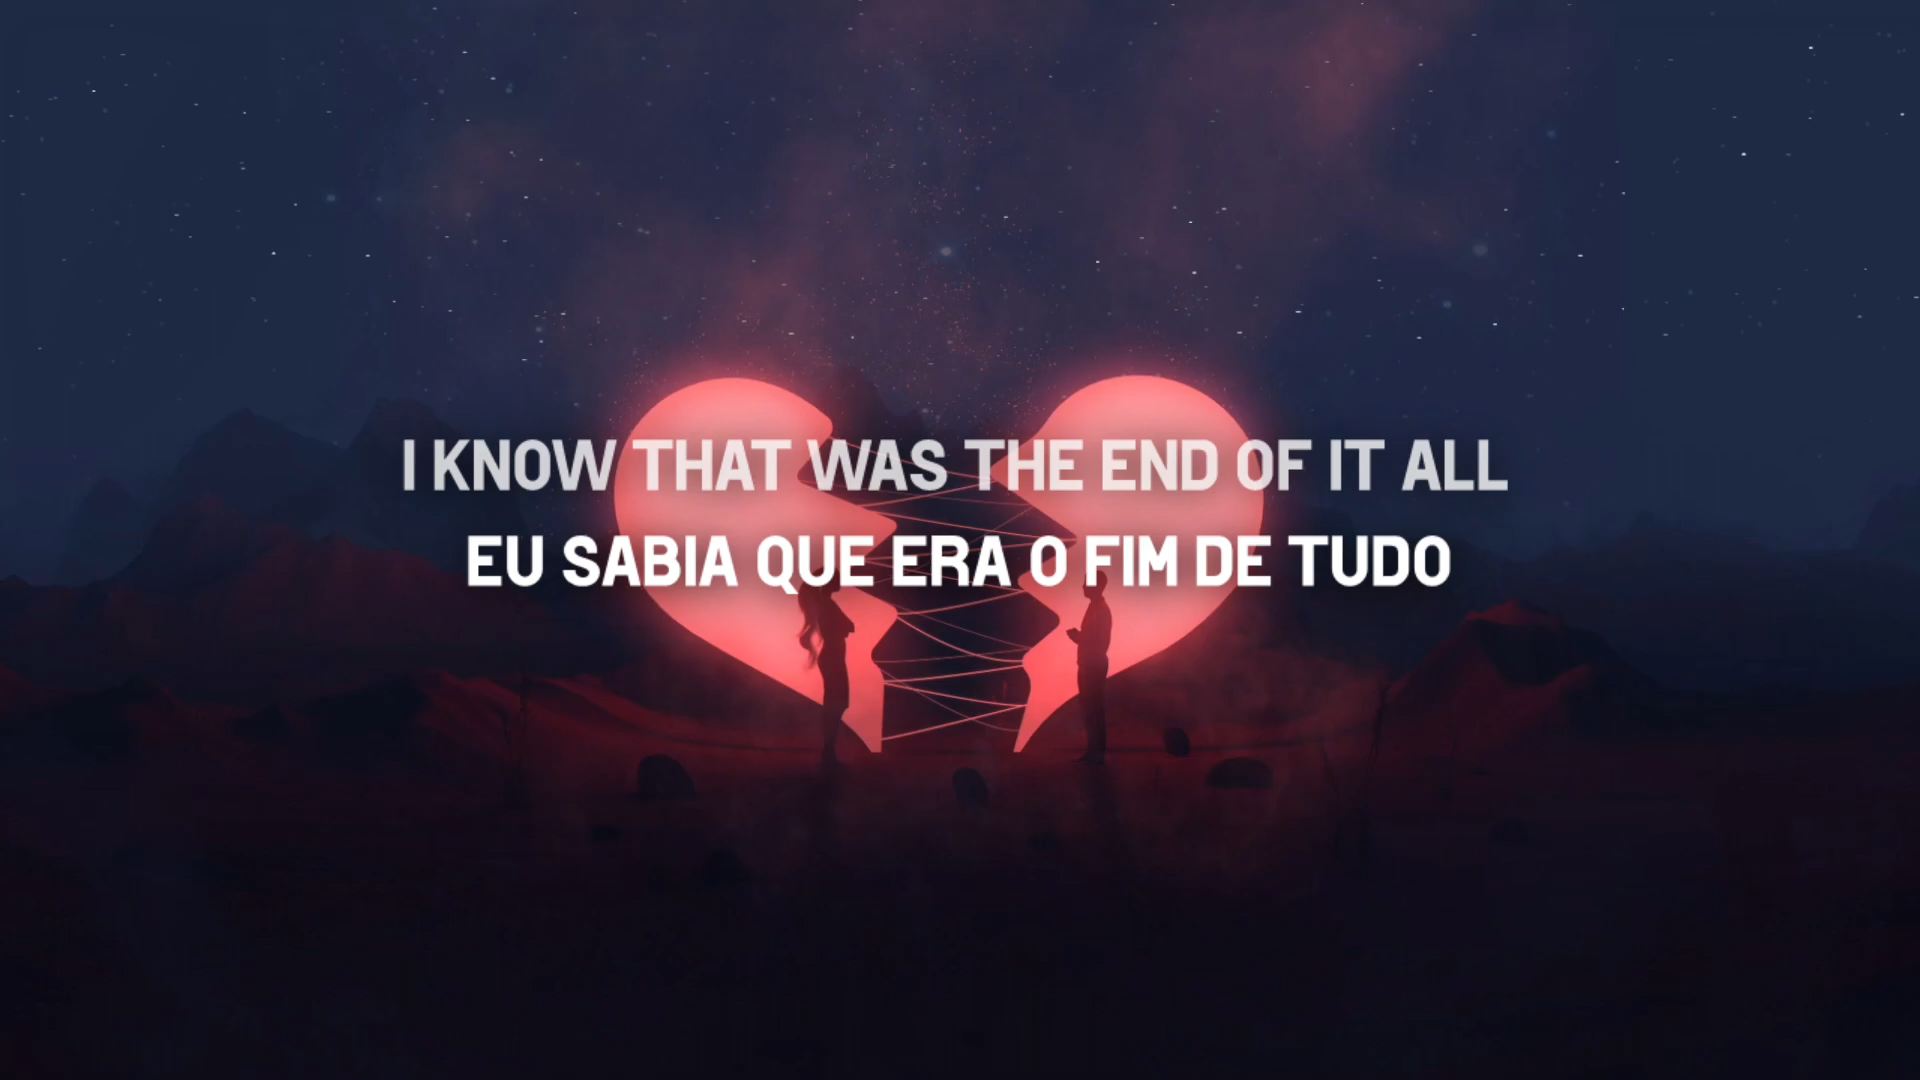 I KNOW THAT WAS THE END OF IT ALL
EU SABIA QUE ERA O FIM DE TUDO